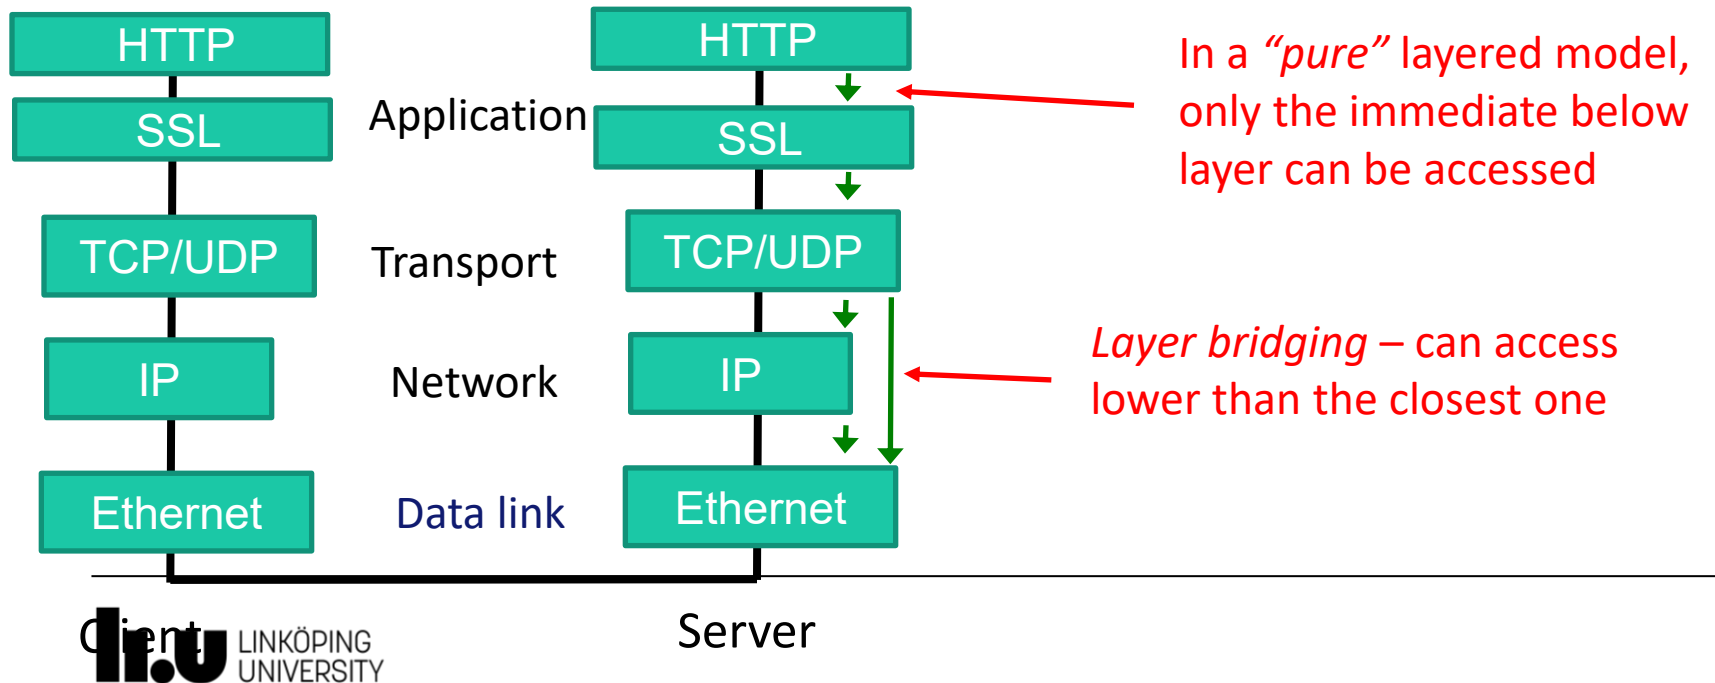 HTTP
SSL
TCP/UDP
IP
Ethernet
Application
Transport
Network
Data link
HTTP
SSL
TCP/UDP
IP
Ethernet
In a “pure” layered model,
only the immediate below
layer can be accessed
Layer bridging – can access
lower than the closest one
Client
Server
li.u LINKÖPING
UNIVERSITY